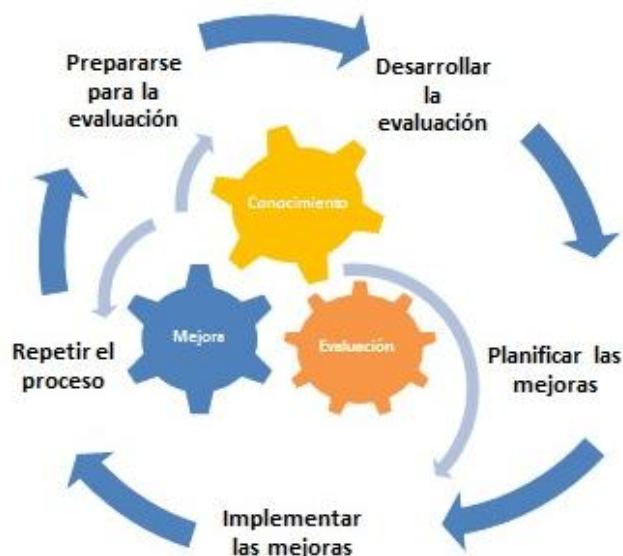 Prepararse
para la
evaluación
Desarrollar
la
evaluación
Conocimiento
Mejora
Evaluación
Repetir el
proceso
Planificar las
mejoras
Implementar
las mejoras